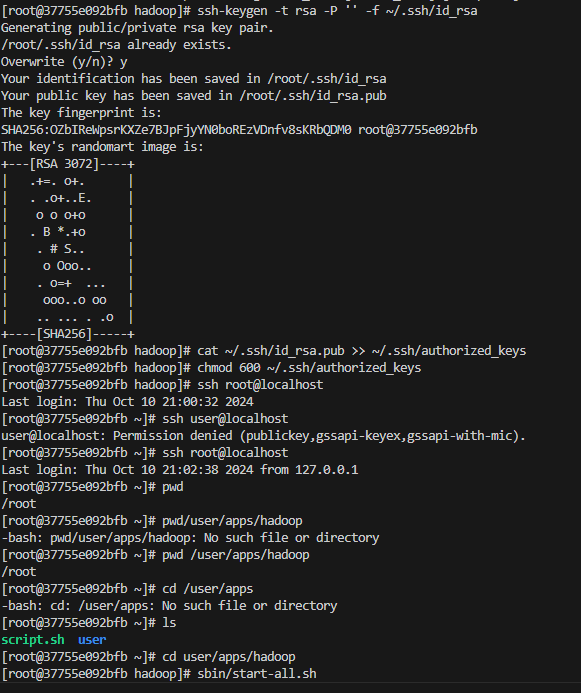 [root@37755e092bfb hadoop]# ssh-keygen -t rsa -P '' -f ~/.ssh/id_rsa
Generating public/private rsa key pair.
/root/.ssh/id_rsa already exists.
Overwrite (y/n)? y
Your identification has been saved in /root/.ssh/id_rsa
Your public key has been saved in /root/.ssh/id_rsa.pub
The key fingerprint is:
SHA256:OZbIReWpsrKXZe7BJpFjyYN0boREzVDnfv8sKRbQDM0 root@37755e092bfb
The key's randomart image is:
+---[RSA 3072]----+
|   .+=. o+.      |
|   . .o+..E.     |
|    o o o+o      |
|   . B *.+o      |
|    . # S..      |
|     o Ooo..     |
|    . o=+  ...   |
|     ooo..o oo   |
|    .. ... . .o  |
+----[SHA256]-----+
[root@37755e092bfb hadoop]# cat ~/.ssh/id_rsa.pub >> ~/.ssh/authorized_keys
[root@37755e092bfb hadoop]# chmod 600 ~/.ssh/authorized_keys
[root@37755e092bfb hadoop]# ssh root@localhost
Last login: Thu Oct 10 21:00:32 2024
[root@37755e092bfb ~]# ssh user@localhost
user@localhost: Permission denied (publickey,gssapi-keyex,gssapi-with-mic).
[root@37755e092bfb ~]# ssh root@localhost
Last login: Thu Oct 10 21:02:38 2024 from 127.0.0.1
[root@37755e092bfb ~]# pwd
/root
[root@37755e092bfb ~]# pwd/user/apps/hadoop
-bash: pwd/user/apps/hadoop: No such file or directory
[root@37755e092bfb ~]# pwd /user/apps/hadoop
/root
[root@37755e092bfb ~]# cd /user/apps
-bash: cd: /user/apps: No such file or directory
[root@37755e092bfb ~]# ls
script.sh  user
[root@37755e092bfb ~]# cd user/apps/hadoop
[root@37755e092bfb hadoop]# sbin/start-all.sh